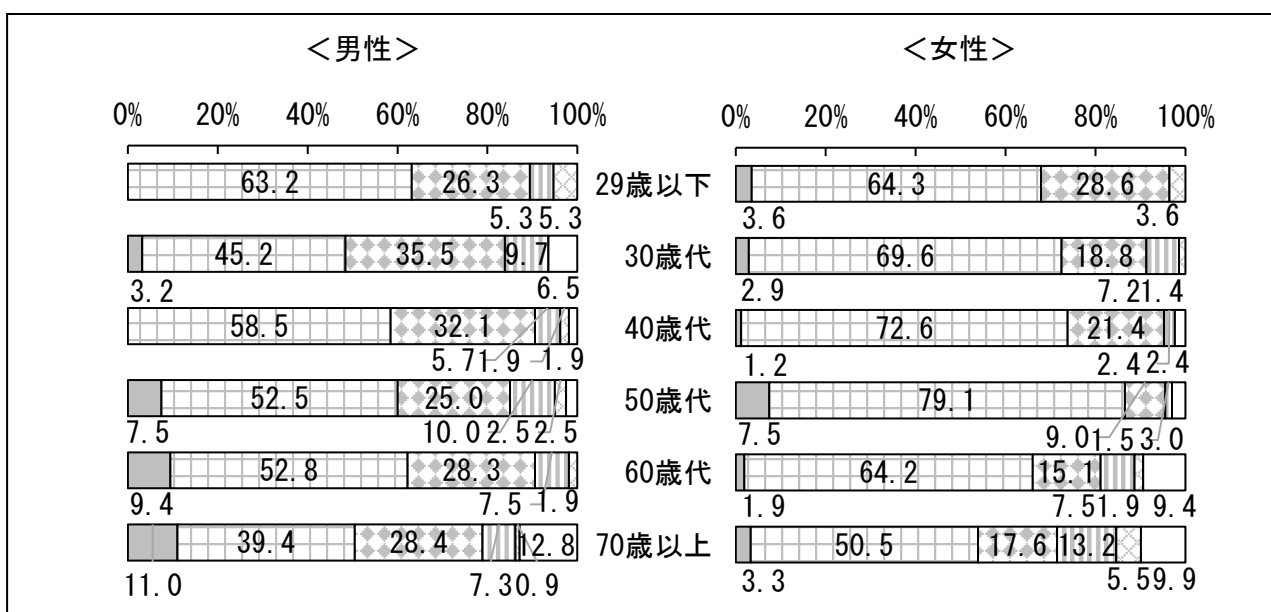 ＜男性＞ ＜女性＞
0% 20% 40% 60% 80% 100% 0% 20% 40% 60% 80% 100%
63.2 26.3 29歳以下 64.3 28.6
5.3 5.3 3.6 3.6
45.2 35.5 9.7 30歳代 69.6 18.8
3.2 6.5 2.9 7.2 1.4
58.5 32.1 40歳代 72.6 21.4
5.7 1.9 1.9 1.2 2.4 2.4
52.5 25.0 50歳代 79.1
7.5 10.0 2.5 2.5 7.5 9.0 1.5 3.0
52.8 28.3 60歳代 64.2 15.1
9.4 7.5 1.9 1.9 7.5 1.9 9.4
39.4 28.4 12.8 70歳以上 50.5 17.6 13.2
11.0 7.3 0.9 3.3 5.5 9.9